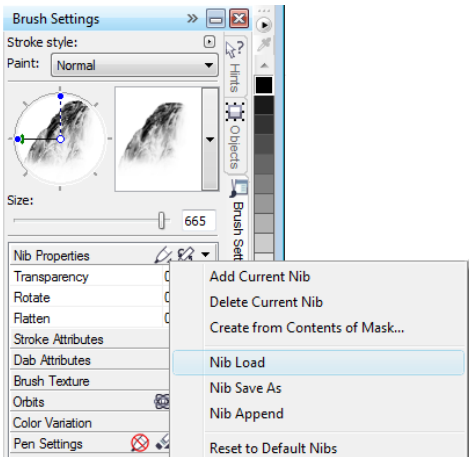 Brush Settings
Stroke style:
Paint: Normal
Hints
Objects
Size:
665
Brush Sett
Nib Properties
Transparency
Rotate
Flatten
Stroke Attributes
Dab Attributes
Brush Texture
Orbits
Color Variation
Pen Settings
Add Current Nib
Delete Current Nib
Create from Contents of Mask...
Nib Load
Nib Save As
Nib Append
Reset to Default Nibs